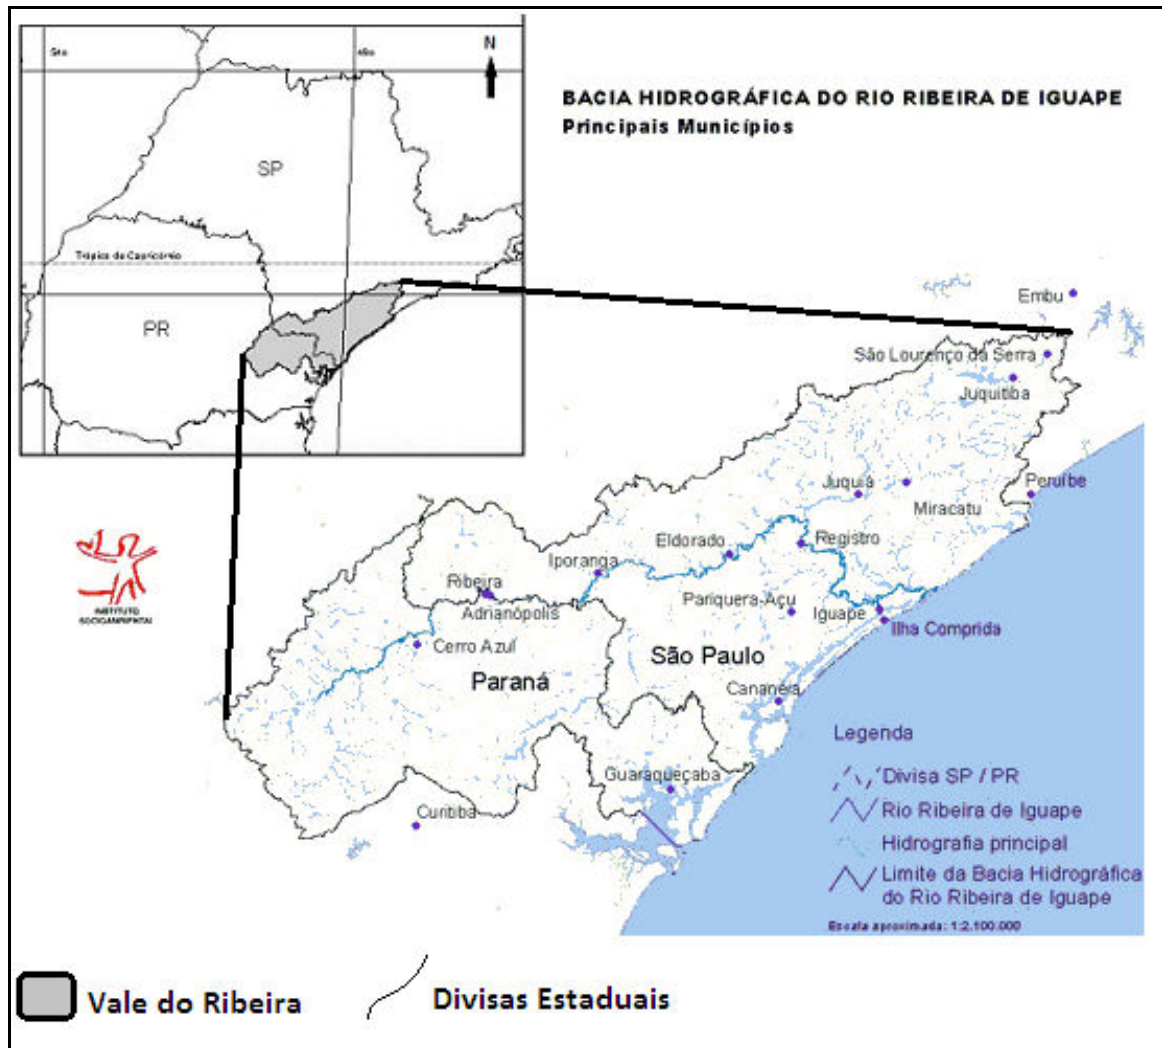 N
BACIA HIDROGRÁFICA DO RIO RIBEIRA DE IGUAPE
Principais Municípios
SP
Trópico de Capricórnio
PR
Embu
São Lourenço da Serra
Juquitiba
Juquiá
Peruíbe
Miracatu
Eldorado
Registro
Iporanga
Ribeira
Pariquera-Açu
Iguape
Adrianópolis
Ilha Comprida
Cerro Azul
São Paulo
Paraná
Cananéia
Guaraqueçaba
Curitiba
INSTITUTO
SOCIOAMBIENTAL
Legenda
Divisa SP / PR
Rio Ribeira de Iguape
Hidrografia principal
Limite da Bacia Hidrográfica
do Rio Ribeira de Iguape
Escala aproximada: 1:2.100.000
Vale do Ribeira
Divisas Estaduais